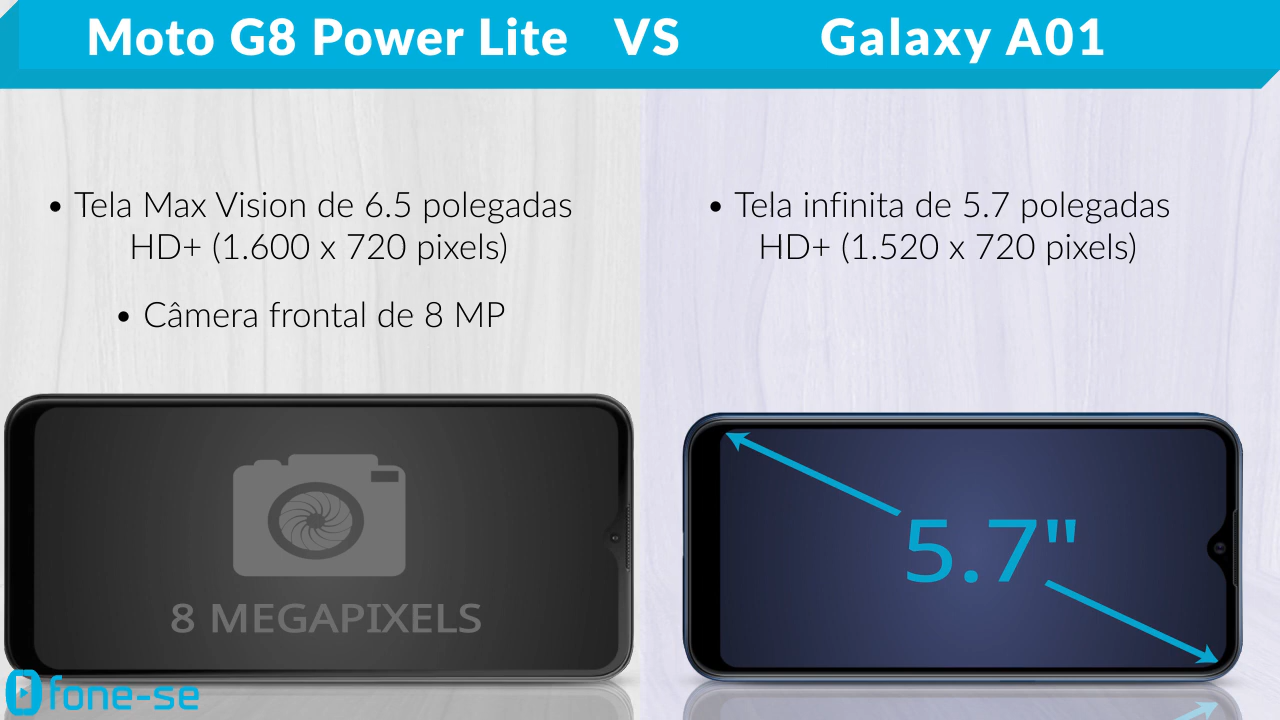 Moto G8 Power Lite VS Galaxy A01
• Tela Max Vision de 6.5 polegadas
HD+ (1.600 x 720 pixels)
• Câmera frontal de 8 MP
8 MEGAPIXELS
• Tela infinita de 5.7 polegadas
HD+ (1.520 x 720 pixels)
5.7"
fone-se